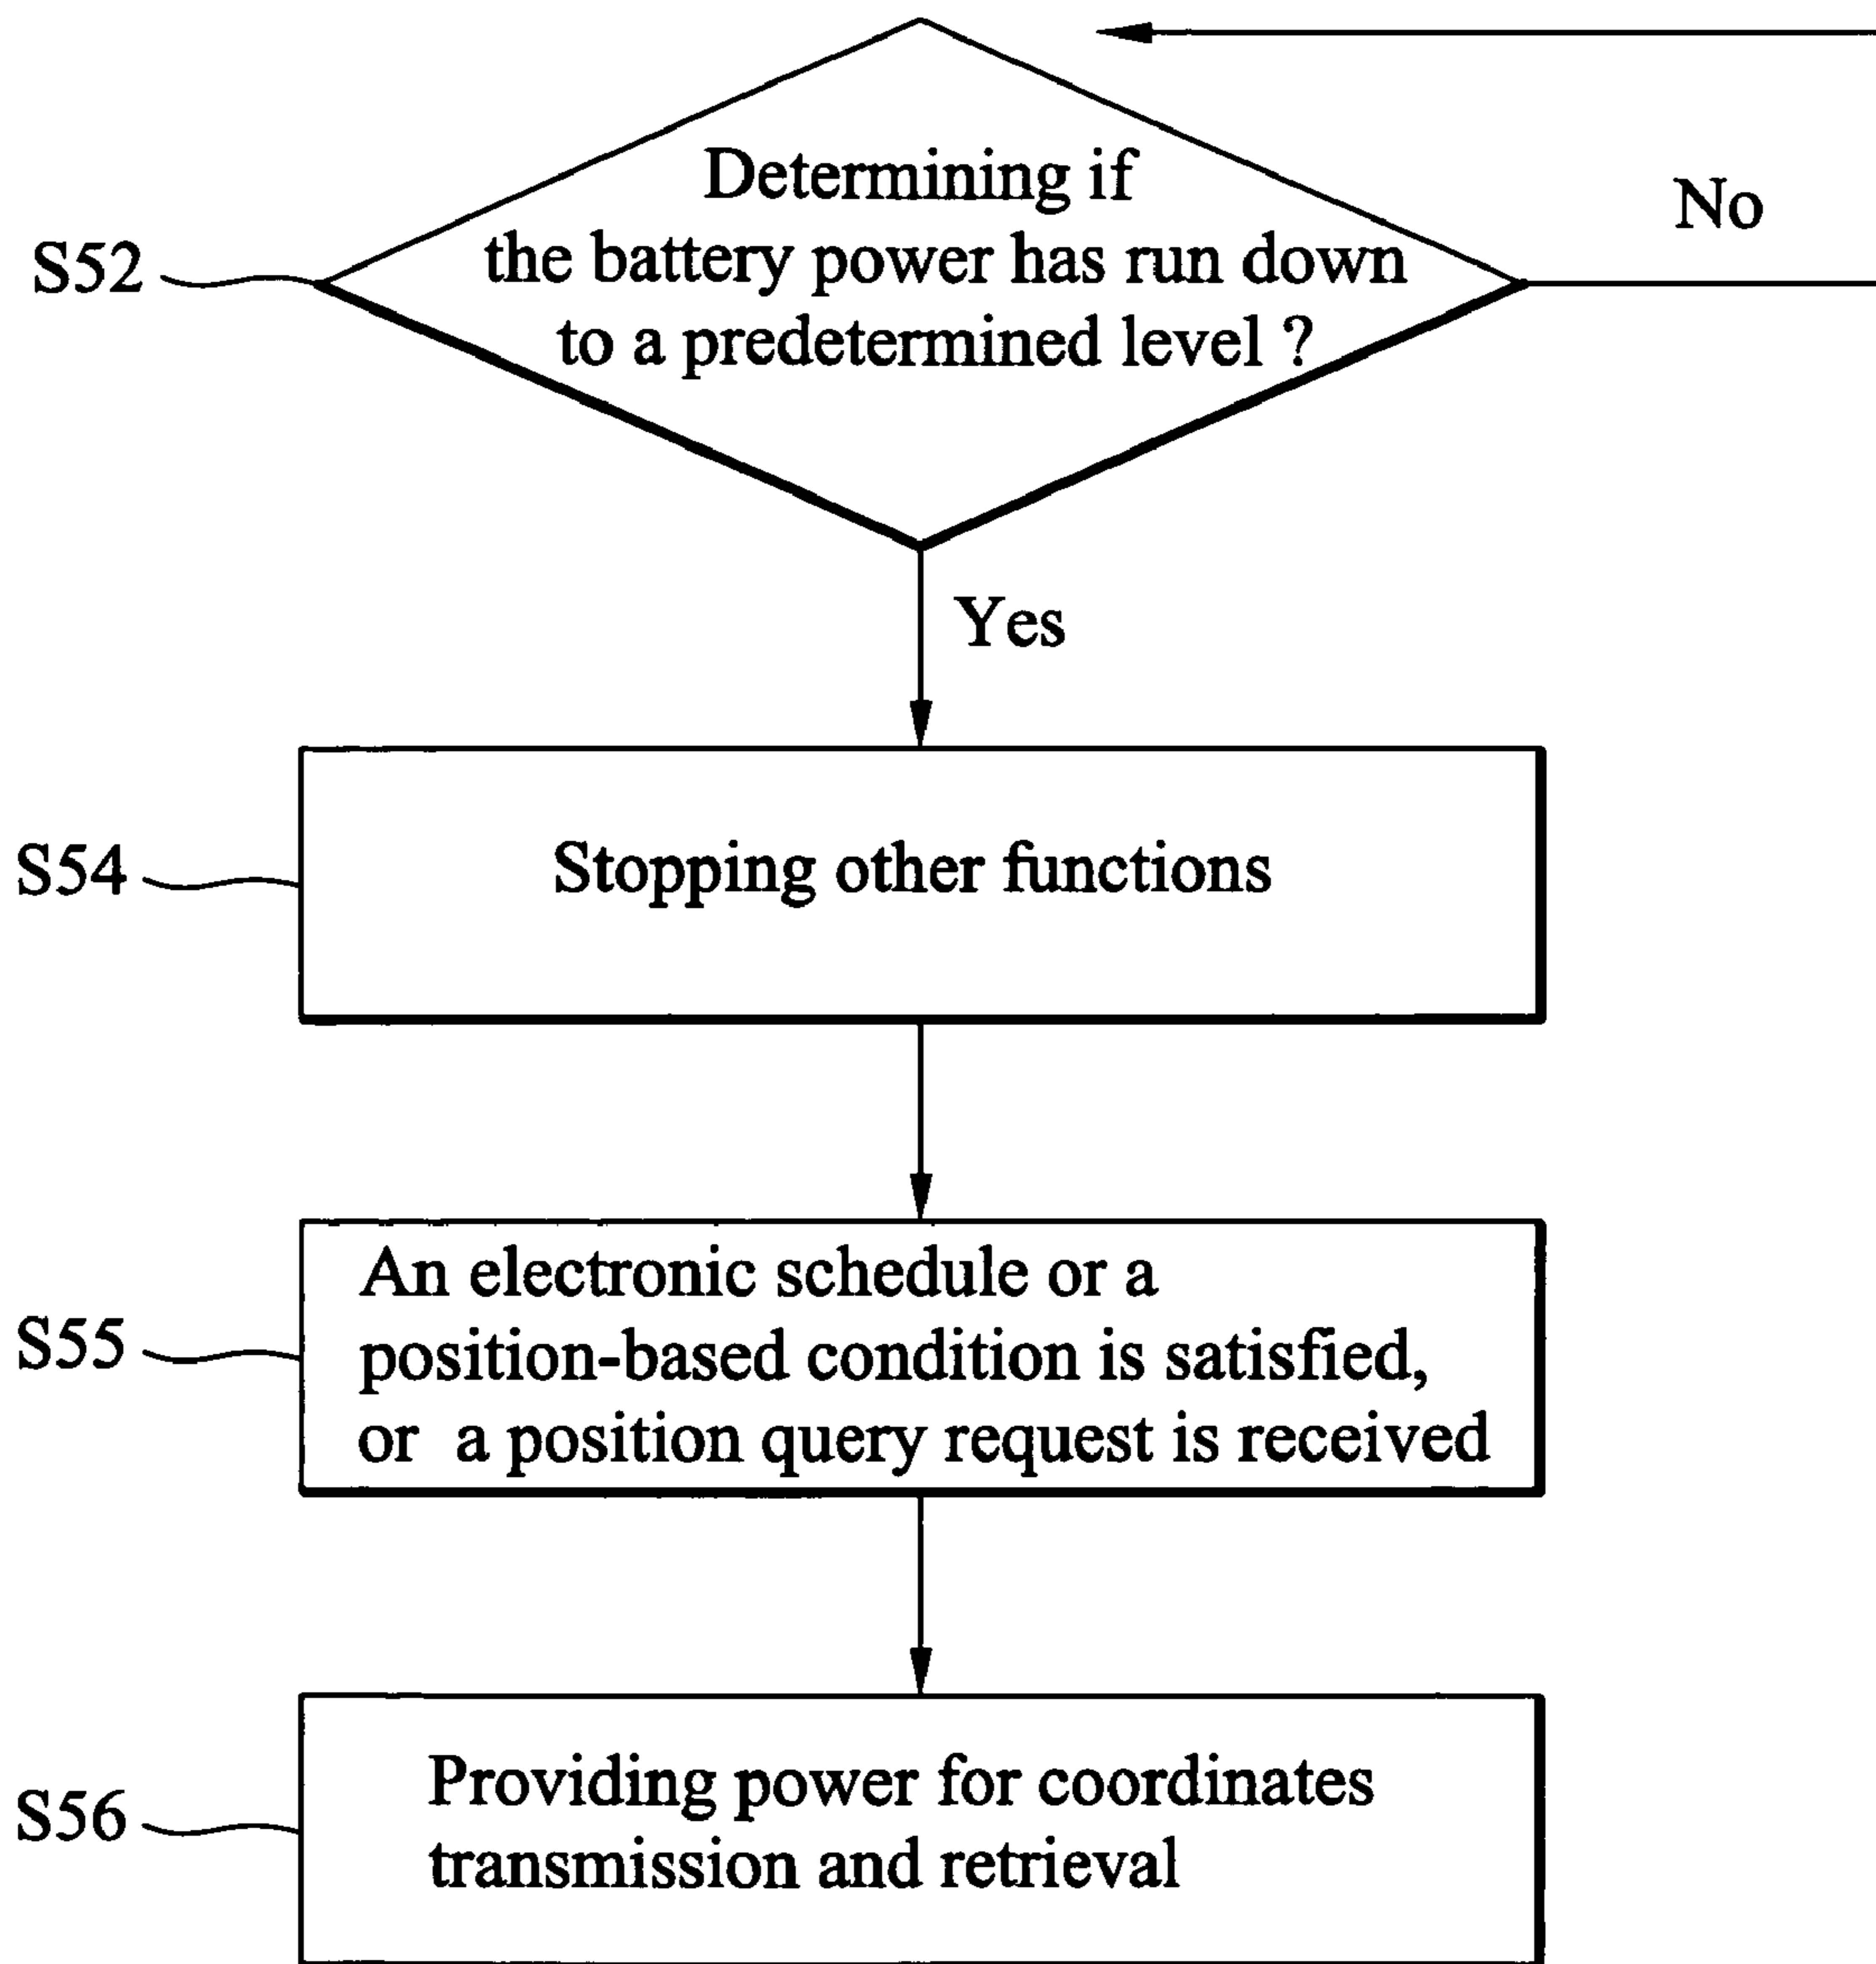 Determining if
the battery power has run down
to a predetermined level ?
S52
No
Yes
S54
Stopping other functions
S55
An electronic schedule or a
position-based condition is satisfied,
or a position query request is received
S56
Providing power for coordinates
transmission and retrieval